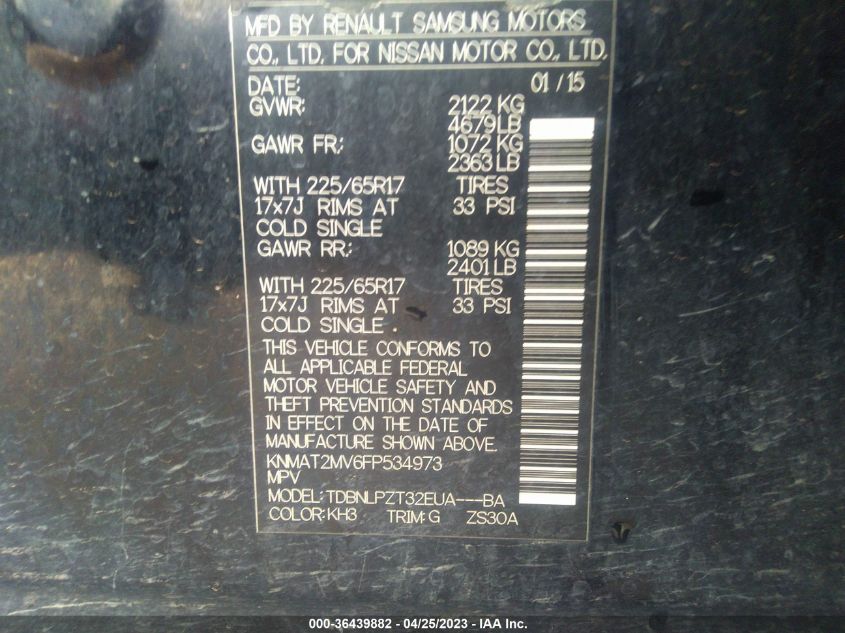 MFD BY RENAULT SAMSUNG MOTORS
CO., LTD. FOR NISSAN MOTOR CO., LTD.
DATE: 01 / 15
GVWR: 2122 KG
4679 LB
GAWR FR.: 1072 KG
2363 LB
WITH 225/65R17 TIRES
17x7J RIMS AT 33 PSI
COLD SINGLE
GAWR RR.: 1089 KG
2401 LB
WITH 225/65R17 TIRES
17x7J RIMS AT 33 PSI
COLD SINGLE .
THIS VEHICLE CONFORMS TO
ALL APPLICABLE FEDERAL
MOTOR VEHICLE SAFETY AND
THEFT PREVENTION STANDARDS
IN EFFECT ON THE DATE OF
MANUFACTURE SHOWN ABOVE.
KNMAT2MV6FP534973
MPV
MODEL: TDBNLPZT32EUA---BA
COLOR: KH3 TRIM: G ZS30A
000-36439882 - 04/25/2023 - IAA Inc.